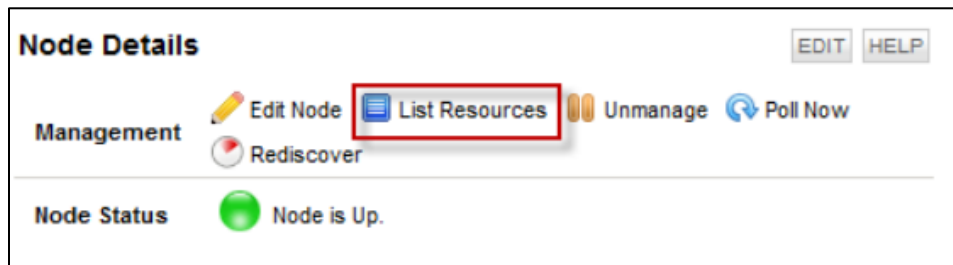 Node Details EDIT HELP
Edit Node List Resources Unmanage Poll Now
Management
Rediscover
Node Status Node is Up.